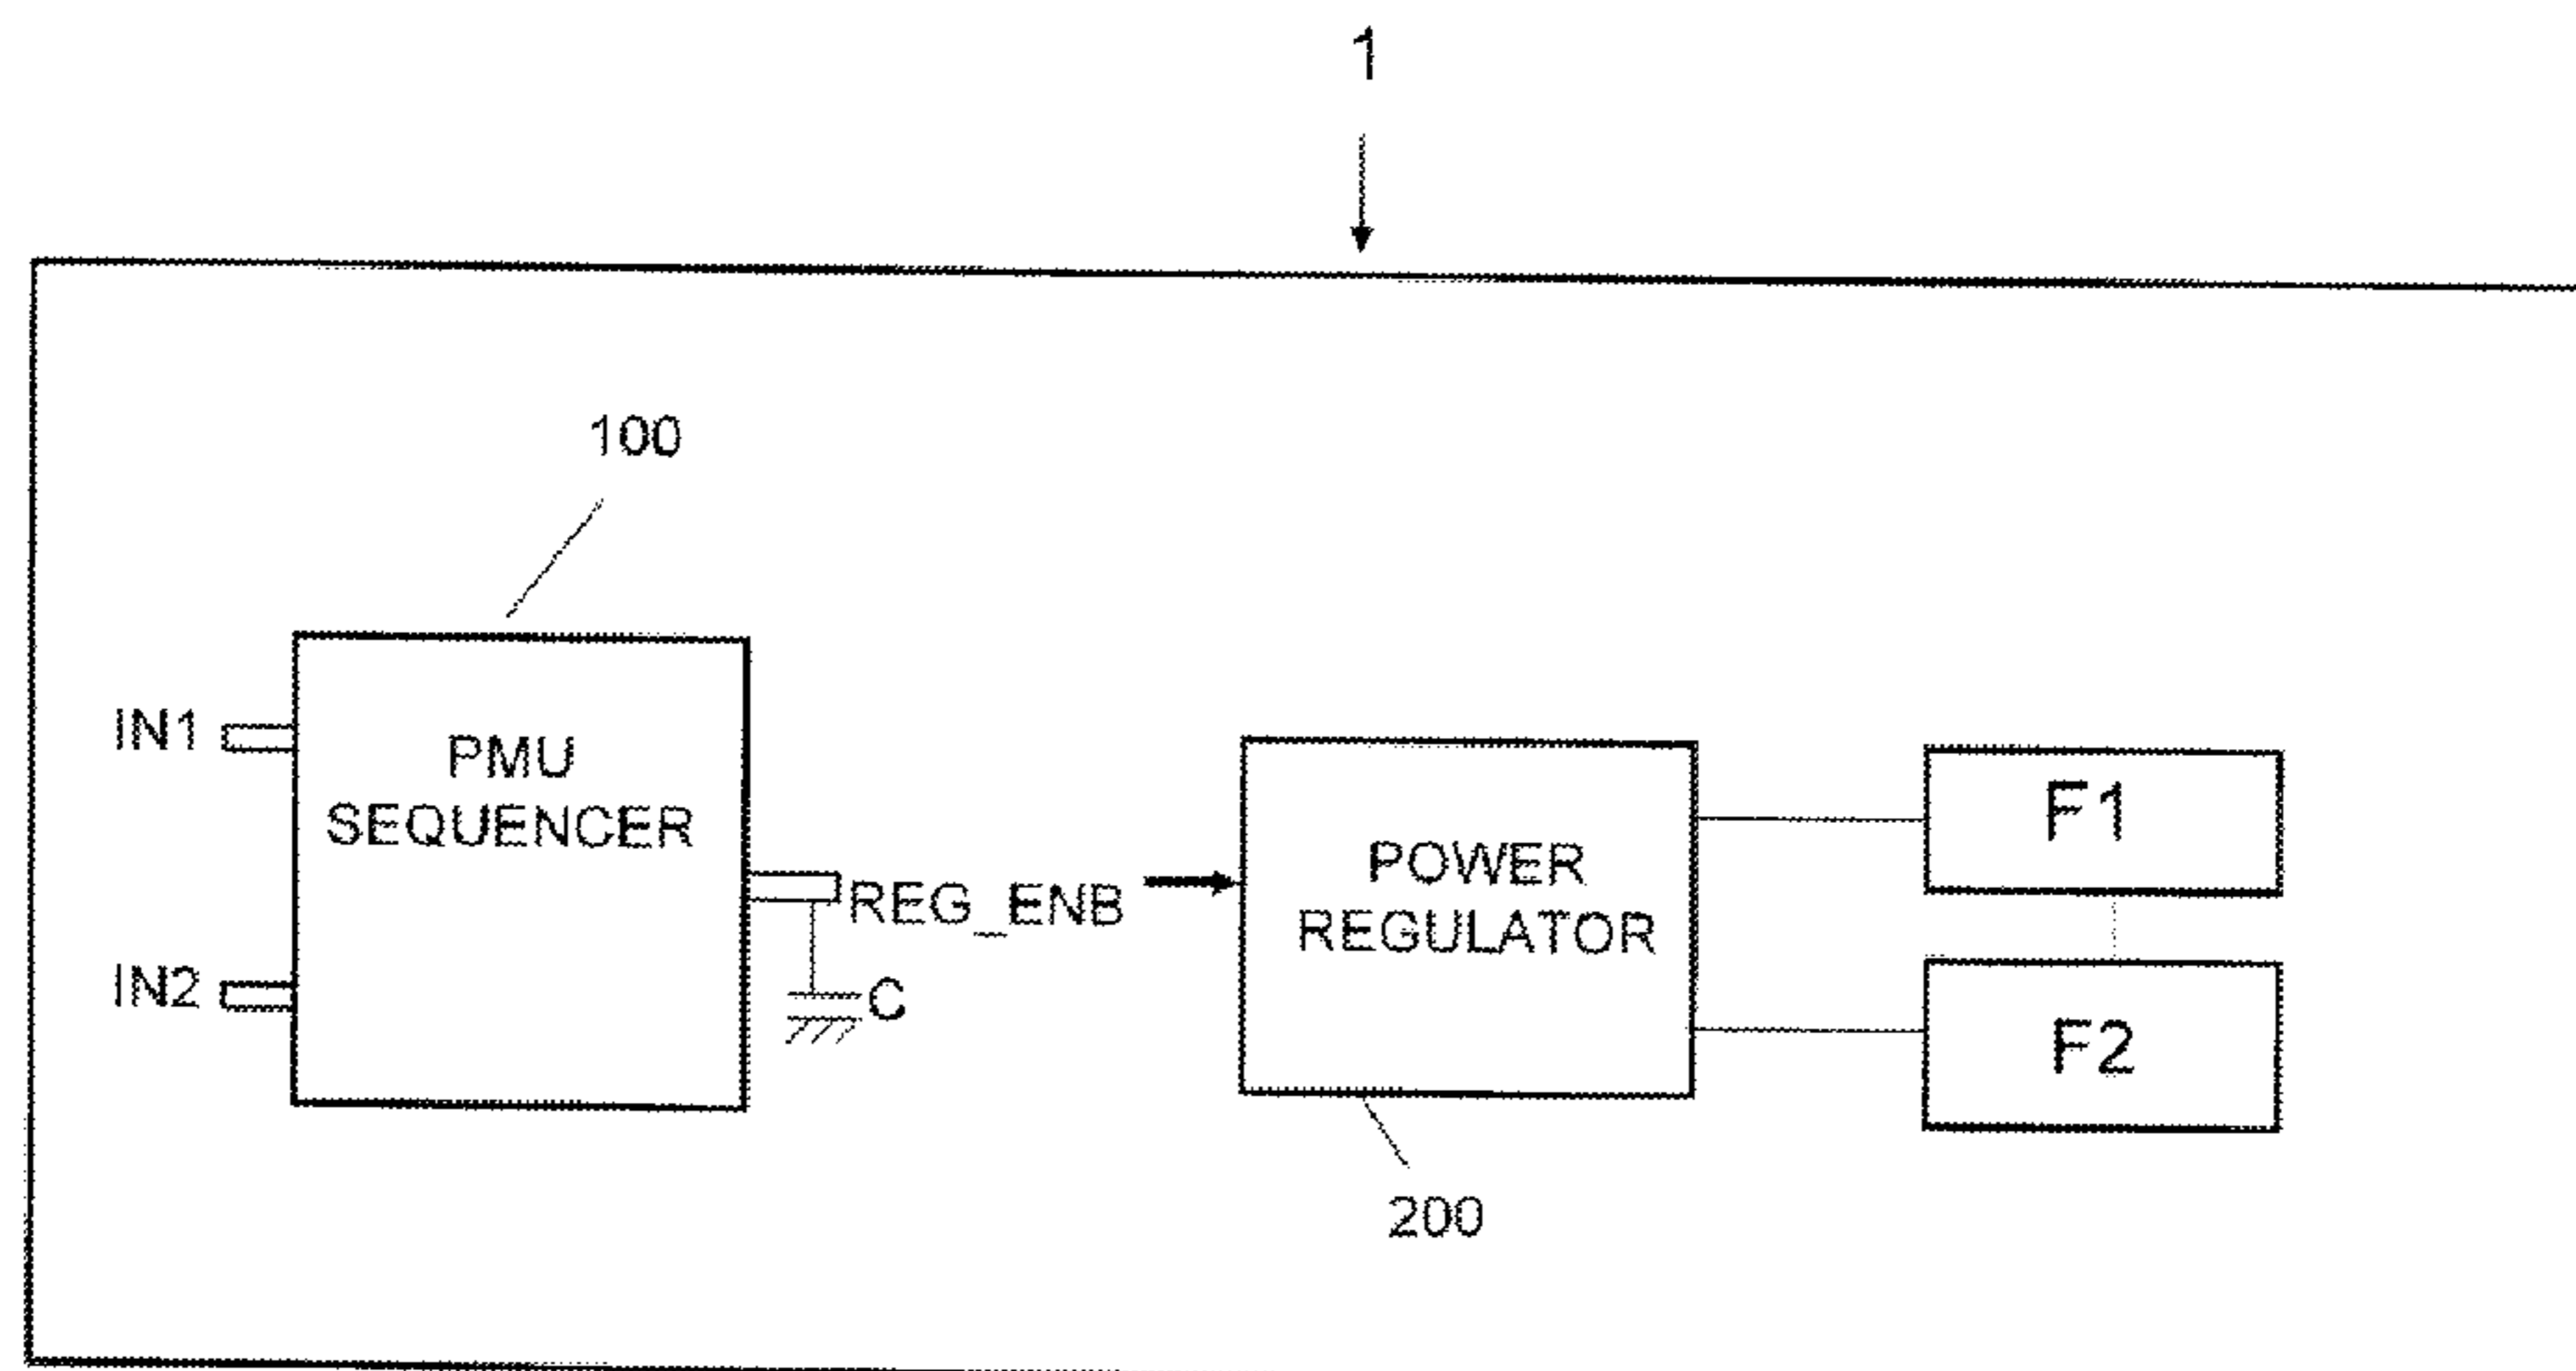 1
100
IN1
PMU
SEQUENCER
REG_ENB
IN2
C
POWER
REGULATOR
F1
F2
200